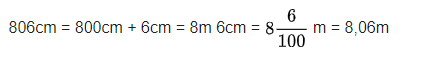 806cm = 800cm + 6cm = 8m 6cm = 8 6/100 m = 8,06m